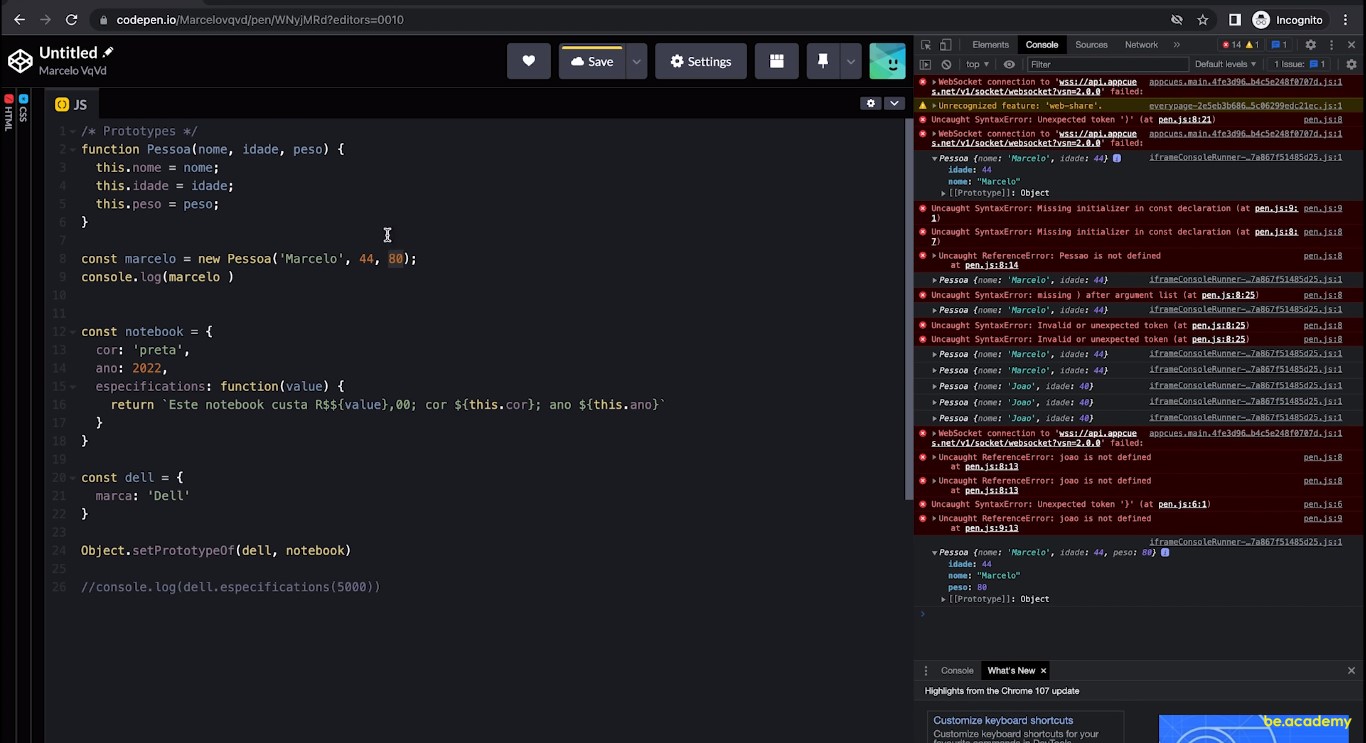 codepen.io/Marcelovqvd/pen/WNyjMRd?editors=0010
Incognito
Untitled
Marcelo VqVd
Save
Settings
HTML
CSS
JS
1 /* Prototypes */
2 function Pessoa(nome, idade, peso) {
3 this.nome = nome;
4 this.idade = idade;
5 this.peso = peso;
6 }
7
8 const marcelo = new Pessoa('Marcelo', 44, 80);
9 console.log(marcelo )
10
11
12 const notebook = {
13 cor: 'preta',
14 ano: 2022,
15 especifications: function(value) {
16 return `Este notebook custa R$${value},00; cor ${this.cor}; ano ${this.ano}`
17 }
18 }
19
20 const dell = {
21 marca: 'Dell'
22 }
23
24 Object.setPrototypeOf(dell, notebook)
25
26 //console.log(dell.especifications(5000))
Elements Console Sources Network » 14 1 1
top Filter Default levels 1 Issue: 1
WebSocket connection to 'wss://api.appcue appcues.main.4fe3d96…b4c5e248f0707d.js:1
s.net/v1/socket/websocket?vsn=2.0.0' failed:
Unrecognized feature: 'web-share'. everypage-2e5eb3b686…5c06299edc21ec.js:1
Uncaught SyntaxError: Unexpected token ')' (at pen.js:8:21) pen.js:8
WebSocket connection to 'wss://api.appcue appcues.main.4fe3d96…b4c5e248f0707d.js:1
s.net/v1/socket/websocket?vsn=2.0.0' failed:
Pessoa {nome: 'Marcelo', idade: 44} iframeConsoleRunner-…7a867f51485d25.js:1
idade: 44
nome: "Marcelo"
[[Prototype]]: Object
Uncaught SyntaxError: Missing initializer in const declaration (at pen.js:9: pen.js:9
1)
Uncaught SyntaxError: Missing initializer in const declaration (at pen.js:8: pen.js:8
7)
Uncaught ReferenceError: Pessao is not defined pen.js:8
at pen.js:8:14
Pessoa {nome: 'Marcelo', idade: 44} iframeConsoleRunner-…7a867f51485d25.js:1
Uncaught SyntaxError: missing ) after argument list (at pen.js:8:25) pen.js:8
Pessoa {nome: 'Marcelo', idade: 44} iframeConsoleRunner-…7a867f51485d25.js:1
Uncaught SyntaxError: Invalid or unexpected token (at pen.js:8:25) pen.js:8
Uncaught SyntaxError: Invalid or unexpected token (at pen.js:8:25) pen.js:8
Pessoa {nome: 'Marcelo', idade: 44} iframeConsoleRunner-…7a867f51485d25.js:1
Pessoa {nome: 'Marcelo', idade: 44} iframeConsoleRunner-…7a867f51485d25.js:1
Pessoa {nome: 'Joao', idade: 40} iframeConsoleRunner-…7a867f51485d25.js:1
Pessoa {nome: 'Joao', idade: 40} iframeConsoleRunner-…7a867f51485d25.js:1
Pessoa {nome: 'Joao', idade: 40} iframeConsoleRunner-…7a867f51485d25.js:1
WebSocket connection to 'wss://api.appcue appcues.main.4fe3d96…b4c5e248f0707d.js:1
s.net/v1/socket/websocket?vsn=2.0.0' failed:
Uncaught ReferenceError: joao is not defined pen.js:8
at pen.js:8:13
Uncaught ReferenceError: joao is not defined pen.js:8
at pen.js:8:13
Uncaught SyntaxError: Unexpected token '}' (at pen.js:6:1) pen.js:6
Uncaught ReferenceError: joao is not defined pen.js:9
at pen.js:9:13
iframeConsoleRunner-…7a867f51485d25.js:1
Pessoa {nome: 'Marcelo', idade: 44, peso: 80}
idade: 44
nome: "Marcelo"
peso: 80
[[Prototype]]: Object
Console What's New
Highlights from the Chrome 107 update
Customize keyboard shortcuts
Customize keyboard shortcuts for your
favourite commands in DevTools
be.academy